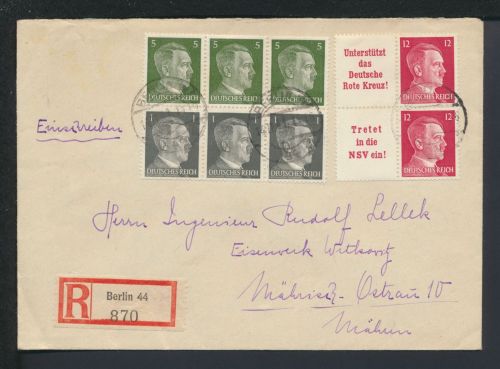 5 5 5
DEUTSCHES REICH DEUTSCHES REICH DEUTSCHES REICH
Unterstützt
das
Deutsche
Rote Kreuz!
12 12
DEUTSCHES REICH
1 1 1
DEUTSCHES REICH DEUTSCHES REICH DEUTSCHES REICH
Tretet
in die
NSV ein!
12 12
DEUTSCHES REICH
Einschreiben
Herrn Ingenieur Rudolf Lellek
Eisenwerk Witkowitz
Mährisch-Ostrau 10
Mähren
R
Berlin 44
870